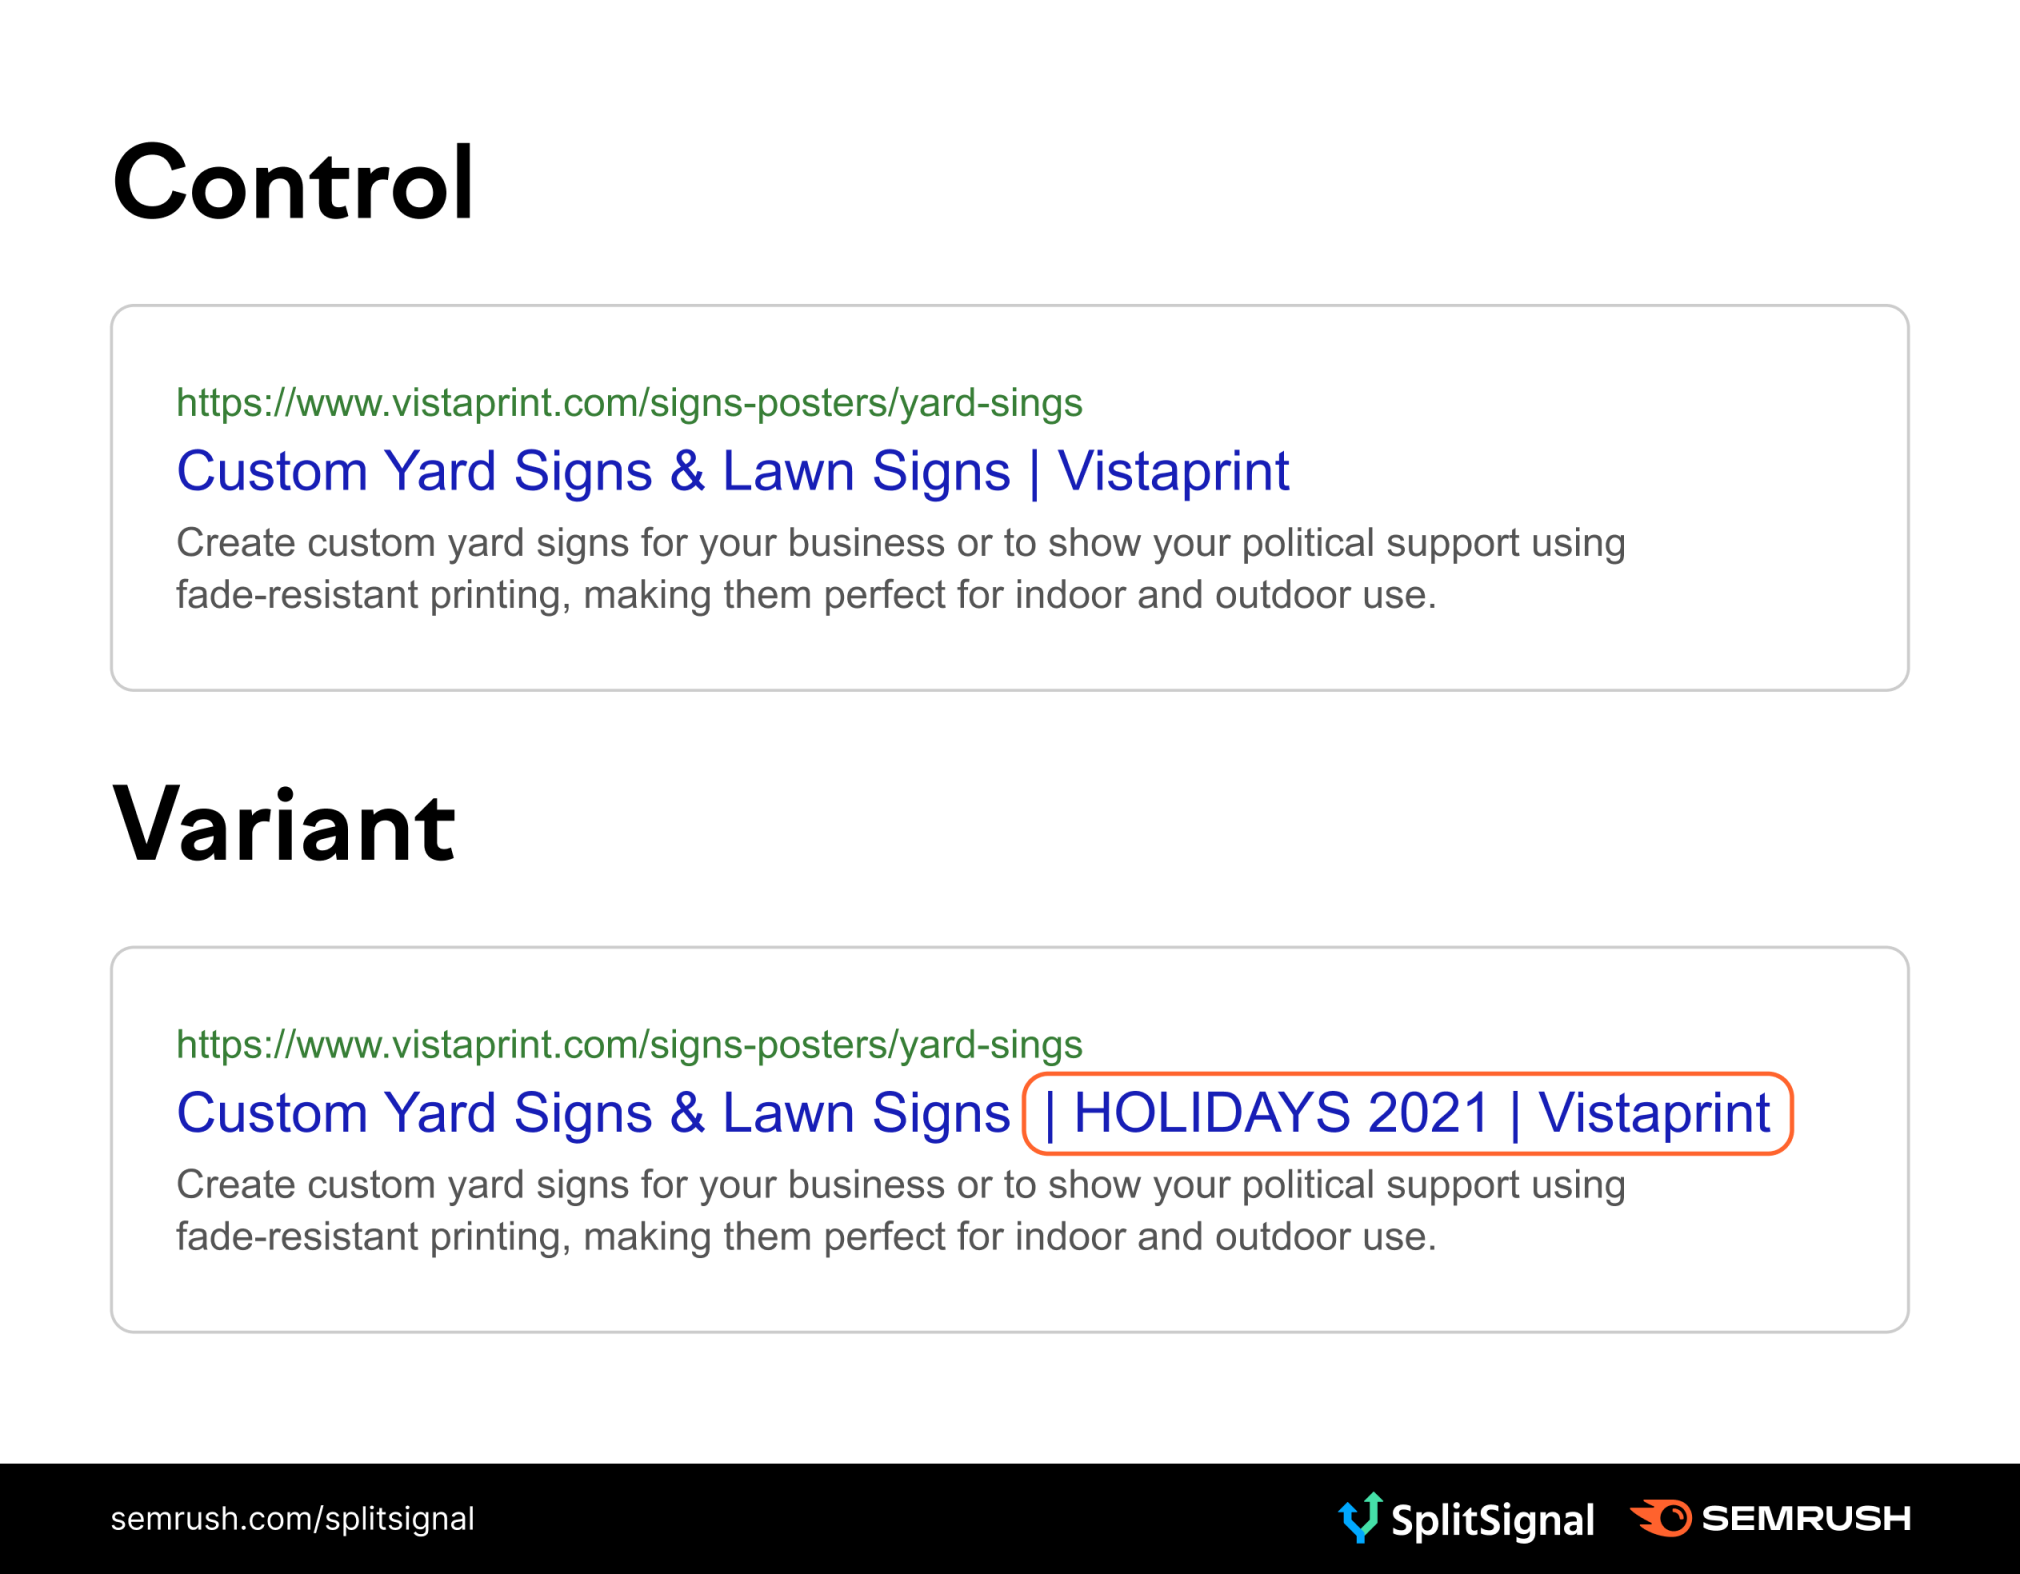 Control
https://www.vistaprint.com/signs-posters/yard-sings
Custom Yard Signs & Lawn Signs | Vistaprint
Create custom yard signs for your business or to show your political support using
fade-resistant printing, making them perfect for indoor and outdoor use.
Variant
https://www.vistaprint.com/signs-posters/yard-sings
Custom Yard Signs & Lawn Signs | HOLIDAYS 2021 | Vistaprint
Create custom yard signs for your business or to show your political support using
fade-resistant printing, making them perfect for indoor and outdoor use.
semrush.com/splitsignal SplitSignal SEMRUSH